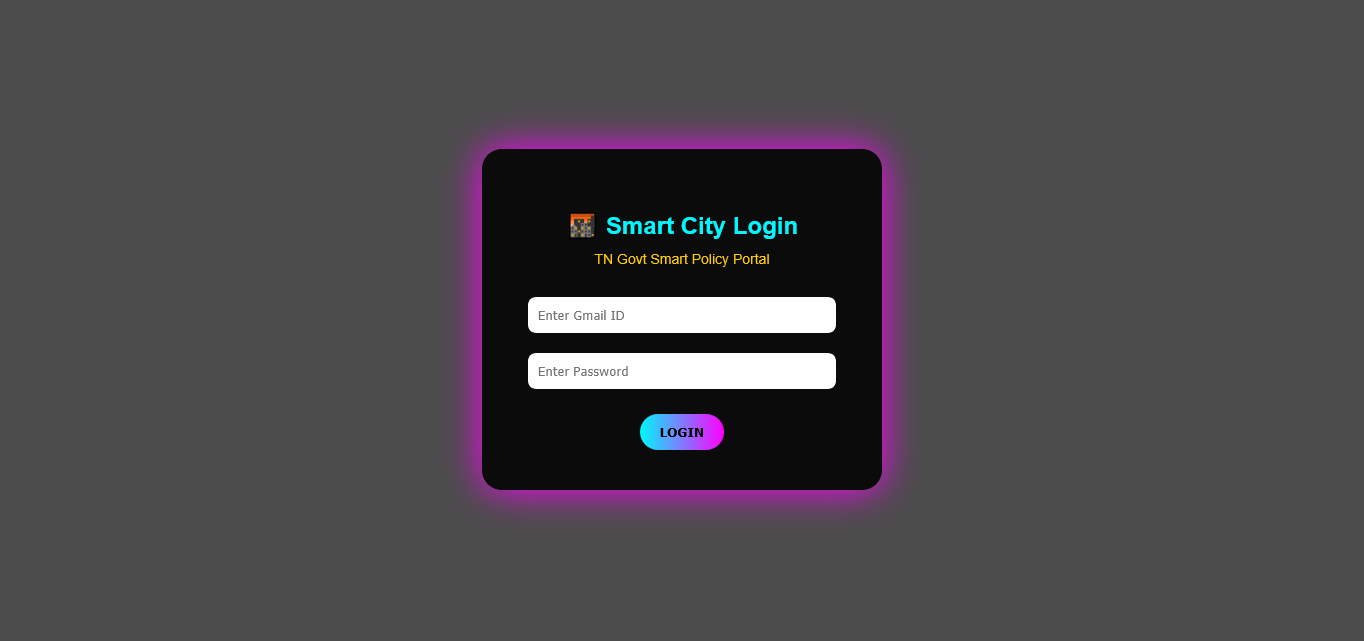 Smart City Login
TN Govt Smart Policy Portal
Enter Gmail ID
Enter Password
LOGIN